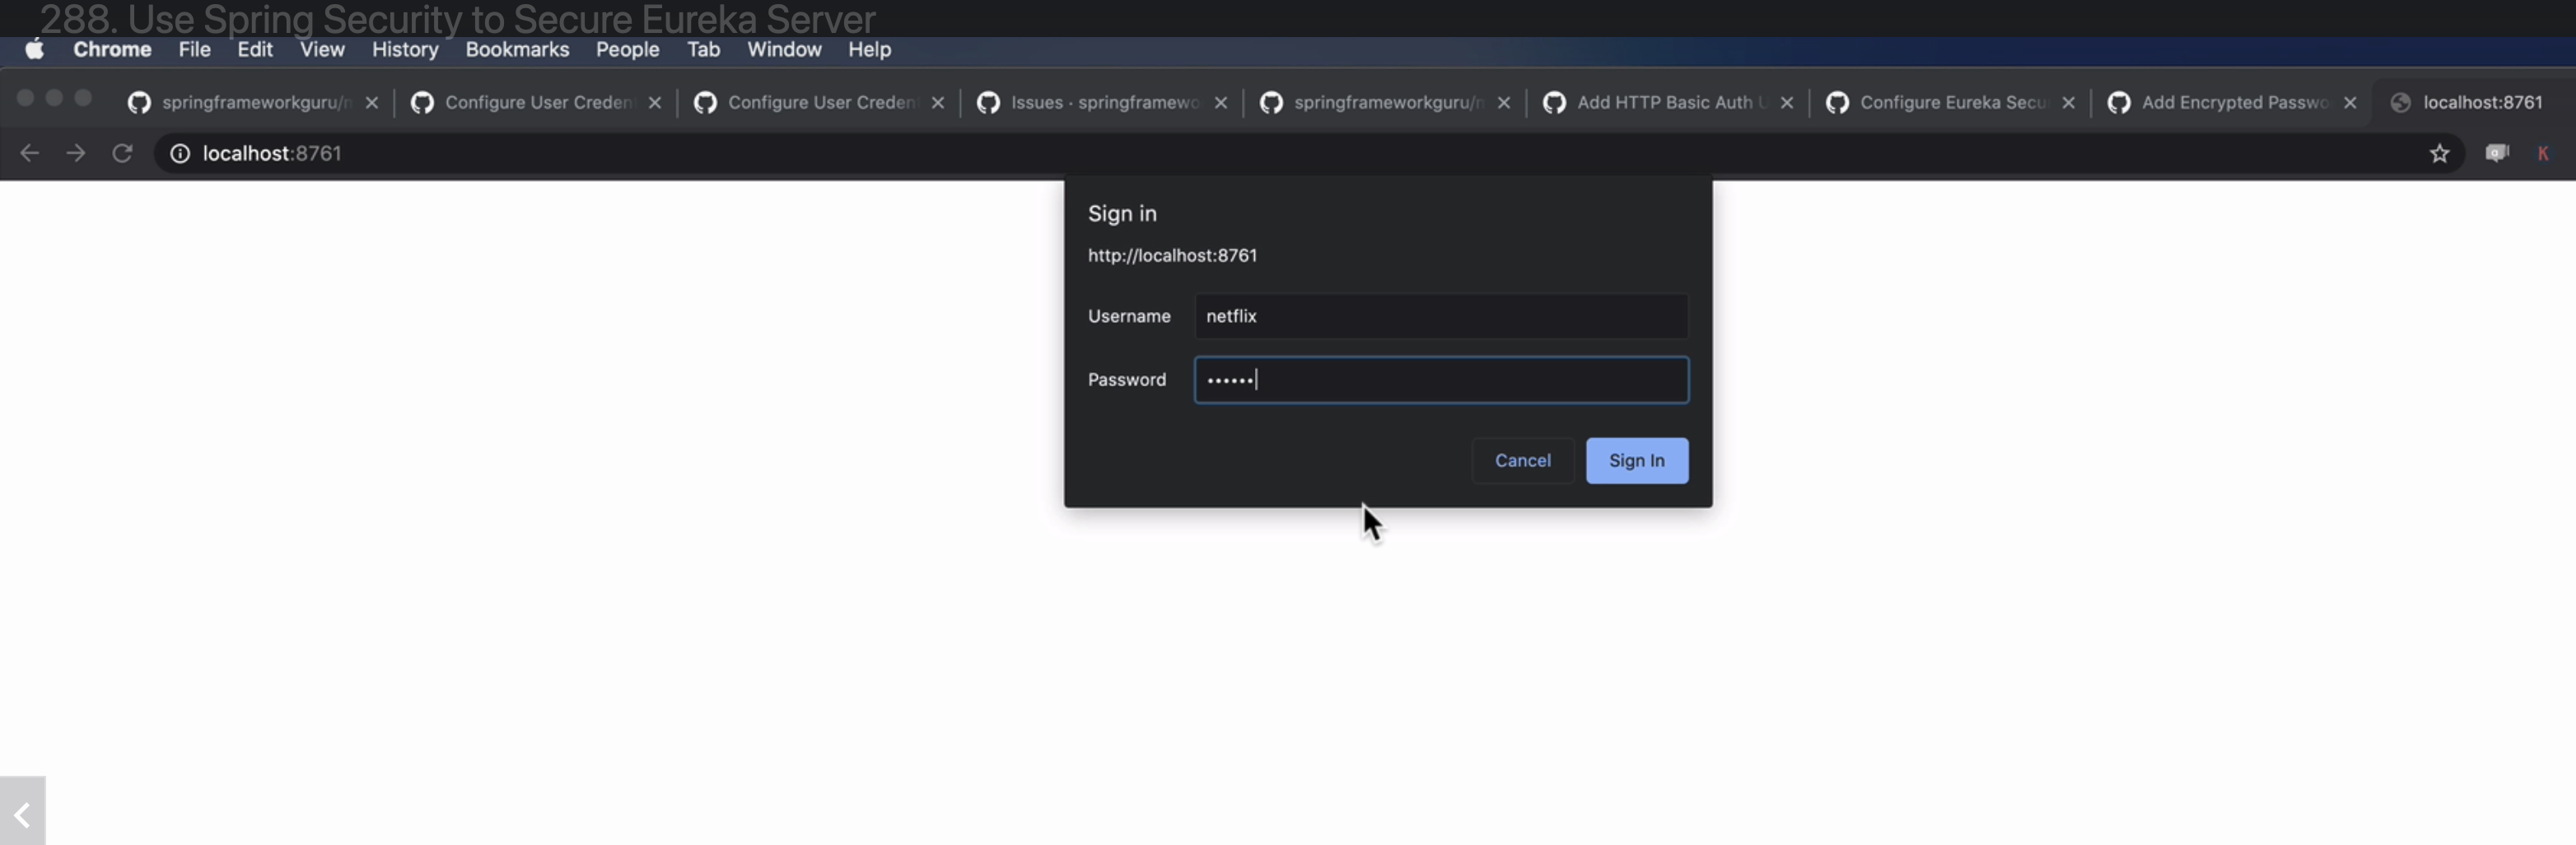 288. Use Spring Security to Secure Eureka Server
Chrome File Edit View History Bookmarks People Tab Window Help
springframeworkguru/n Configure User Creden Configure User Creden Issues · springframewo springframeworkguru/n Add HTTP Basic Auth U Configure Eureka Secu Add Encrypted Passwo localhost:8761
localhost:8761
K
Sign in
http://localhost:8761
Username netflix
Password ••••••
Cancel Sign In